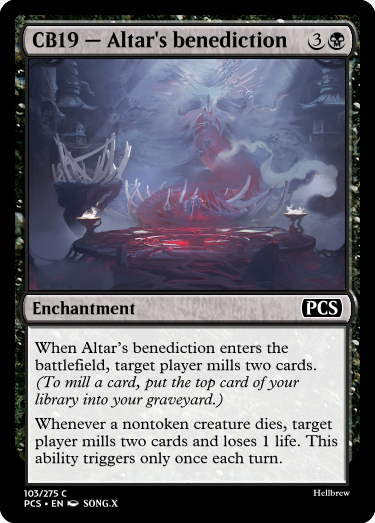 CB19 — Altar's benediction 3
Enchantment PCS
When Altar's benediction enters the
battlefield, target player mills two cards.
(To mill a card, put the top card of your
library into your graveyard.)
Whenever a nontoken creature dies, target
player mills two cards and loses 1 life. This
ability triggers only once each turn.
103/275 C Hellbrew
PCS • EN SONG.X